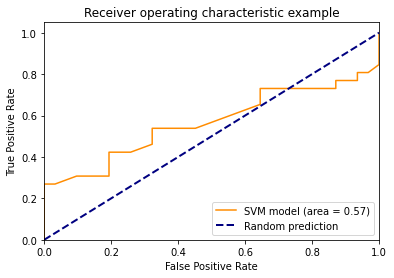 Receiver operating characteristic example
True Positive Rate
1.0
0.8
0.6
0.4
0.2
0.0
SVM model (area = 0.57)
Random prediction
0.0 0.2 0.4 0.6 0.8 1.0
False Positive Rate